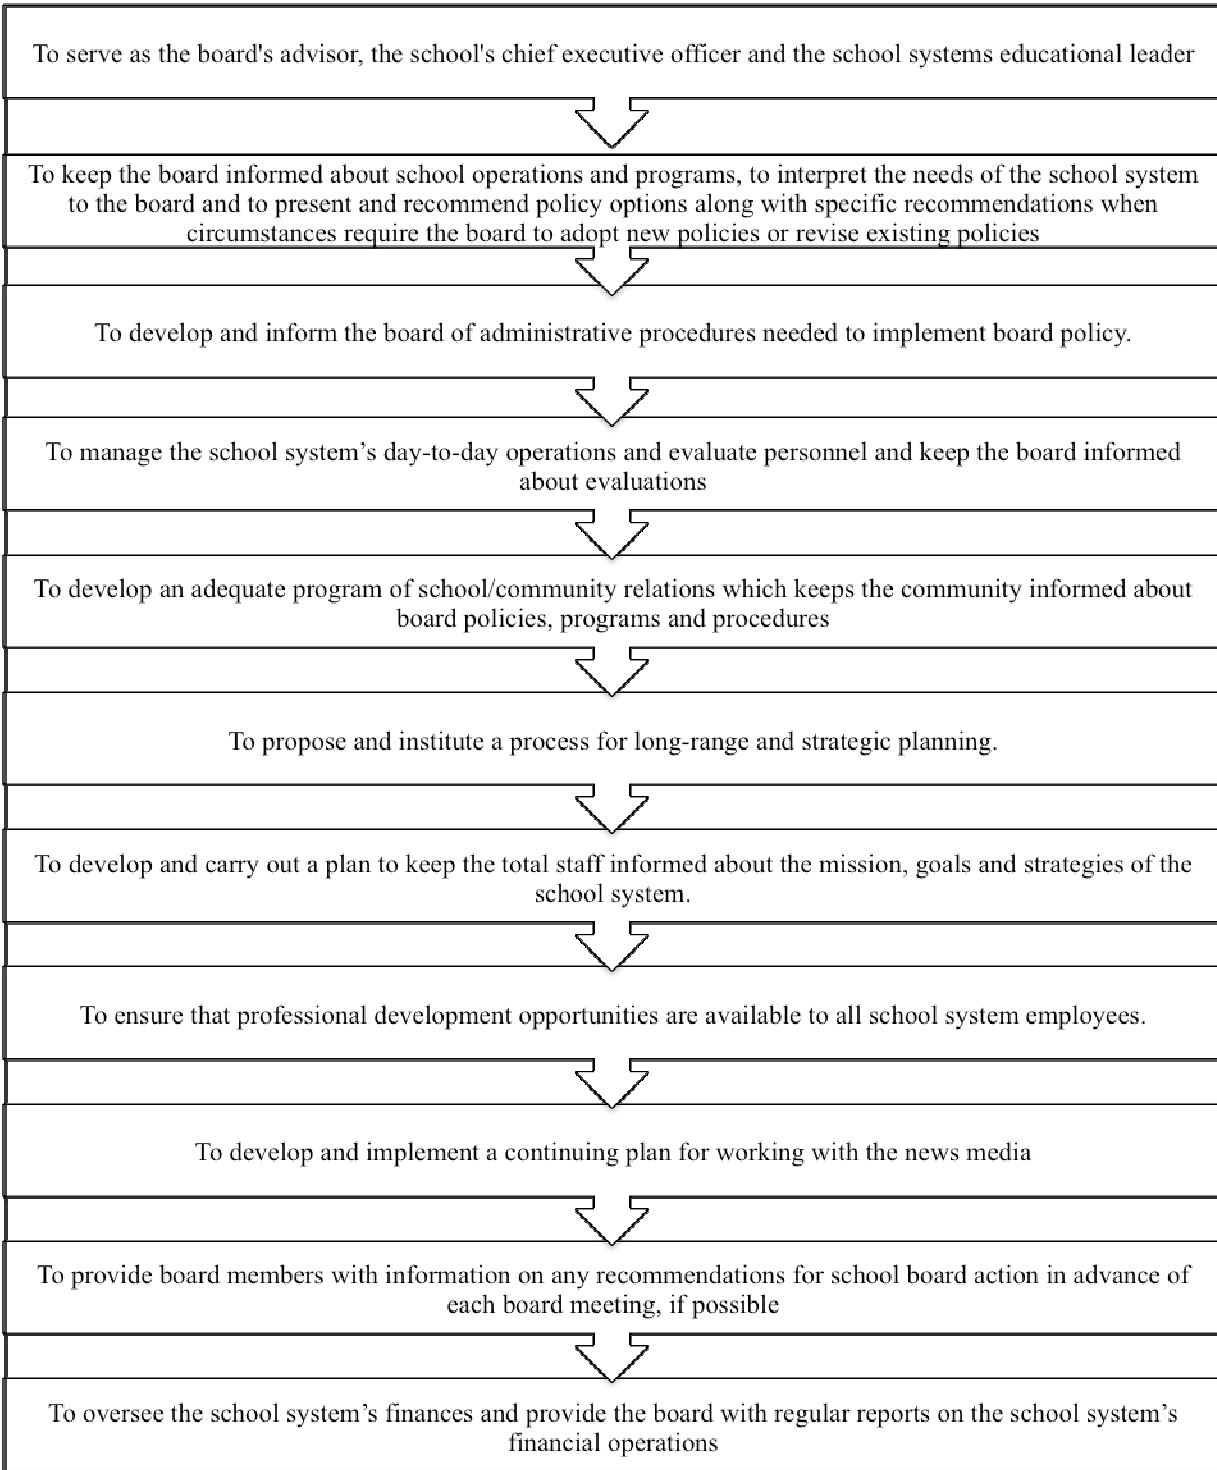 To serve as the board's advisor, the school's chief executive officer and the school systems educational leader
To keep the board informed about school operations and programs, to interpret the needs of the school system
to the board and to present and recommend policy options along with specific recommendations when
circumstances require the board to adopt new policies or revise existing policies
To develop and inform the board of administrative procedures needed to implement board policy.
To manage the school system’s day-to-day operations and evaluate personnel and keep the board informed
about evaluations
To develop an adequate program of school/community relations which keeps the community informed about
board policies, programs and procedures
To propose and institute a process for long-range and strategic planning.
To develop and carry out a plan to keep the total staff informed about the mission, goals and strategies of the
school system.
To ensure that professional development opportunities are available to all school system employees.
To develop and implement a continuing plan for working with the news media
To provide board members with information on any recommendations for school board action in advance of
each board meeting, if possible
To oversee the school system’s finances and provide the board with regular reports on the school system’s
financial operations